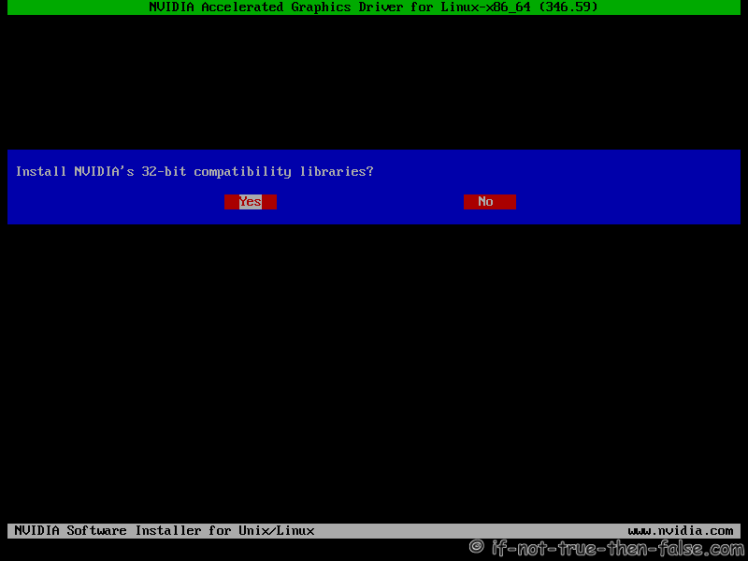 NVIDIA Accelerated Graphics Driver for Linux-x86_64 (346.59)
Install NVIDIA's 32-bit compatibility libraries?
Yes No
NVIDIA Software Installer for Unix/Linux www.nvidia.com
© if-not-true-then-false.com